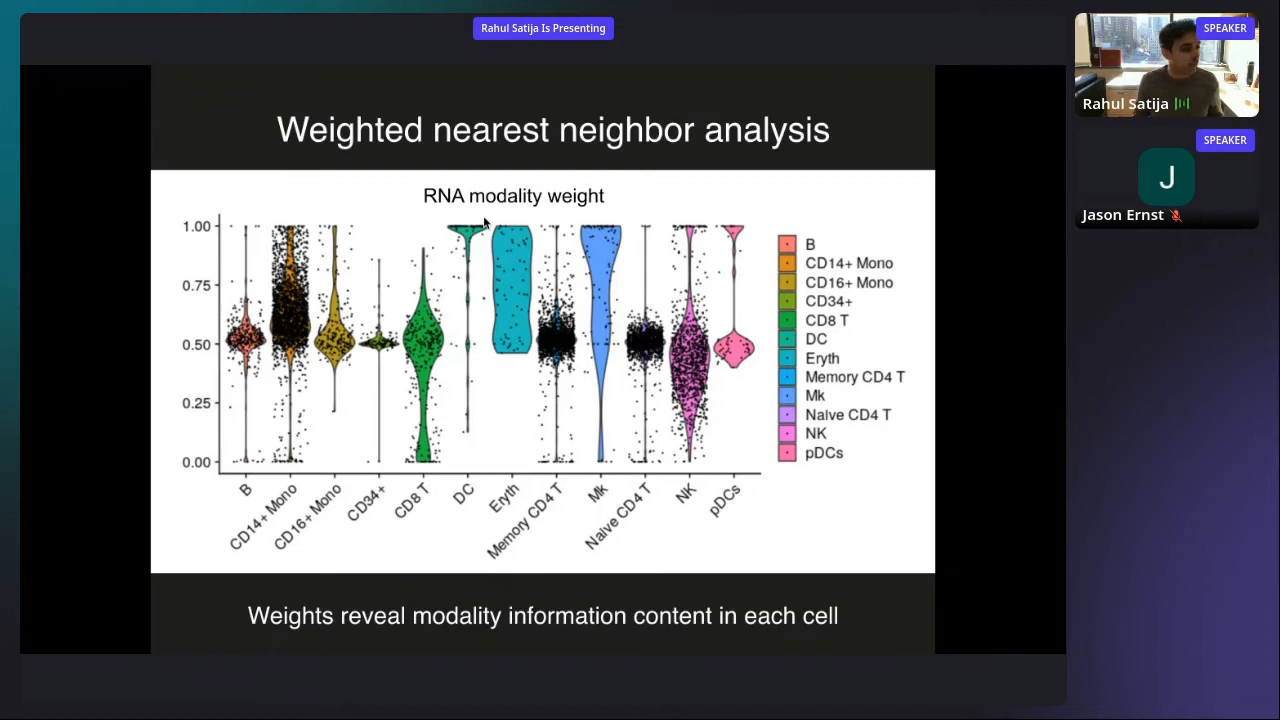 Rahul Satija Is Presenting
SPEAKER
Rahul Satija
SPEAKER
J
Jason Ernst
Weighted nearest neighbor analysis
RNA modality weight
1.00
0.75
0.50
0.25
0.00
B
CD14+ Mono
CD16+ Mono
CD34+
CD8 T
DC
Eryth
Memory CD4 T
Mk
Naive CD4 T
NK
pDCs
B
CD14+ Mono
CD16+ Mono
CD34+
CD8 T
DC
Eryth
Memory CD4 T
Mk
Naive CD4 T
NK
pDCs
Weights reveal modality information content in each cell